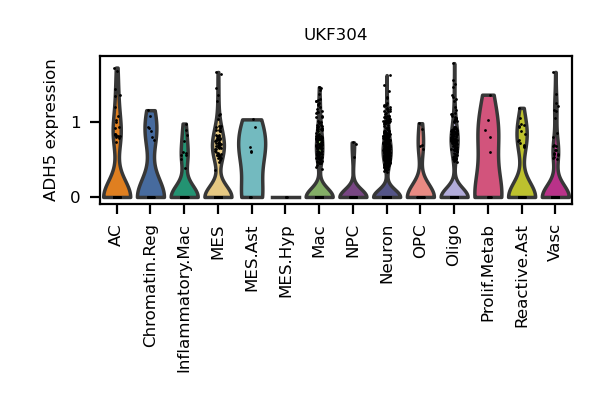 UKF304
ADH5 expression
1
0
AC
Chromatin.Reg
Inflammatory.Mac
MES
MES.Ast
MES.Hyp
Mac
NPC
Neuron
OPC
Oligo
Prolif.Metab
Reactive.Ast
Vasc